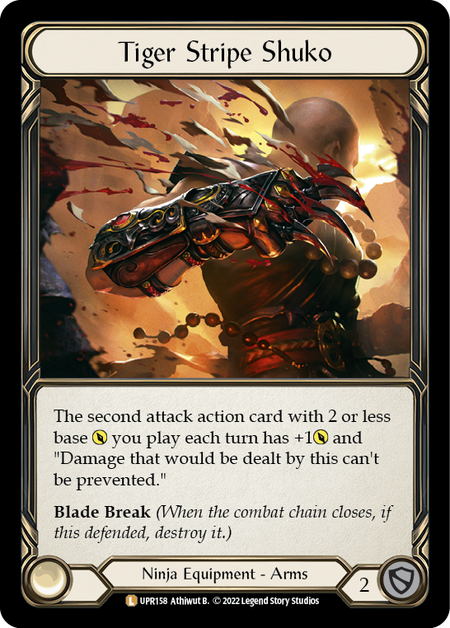 Tiger Stripe Shuko
The second attack action card with 2 or less
base you play each turn has +1 and
"Damage that would be dealt by this can't
be prevented."
Blade Break (When the combat chain closes, if
this defended, destroy it.)
Ninja Equipment - Arms
2
L UPR158 Athiwut B. © 2022 Legend Story Studios